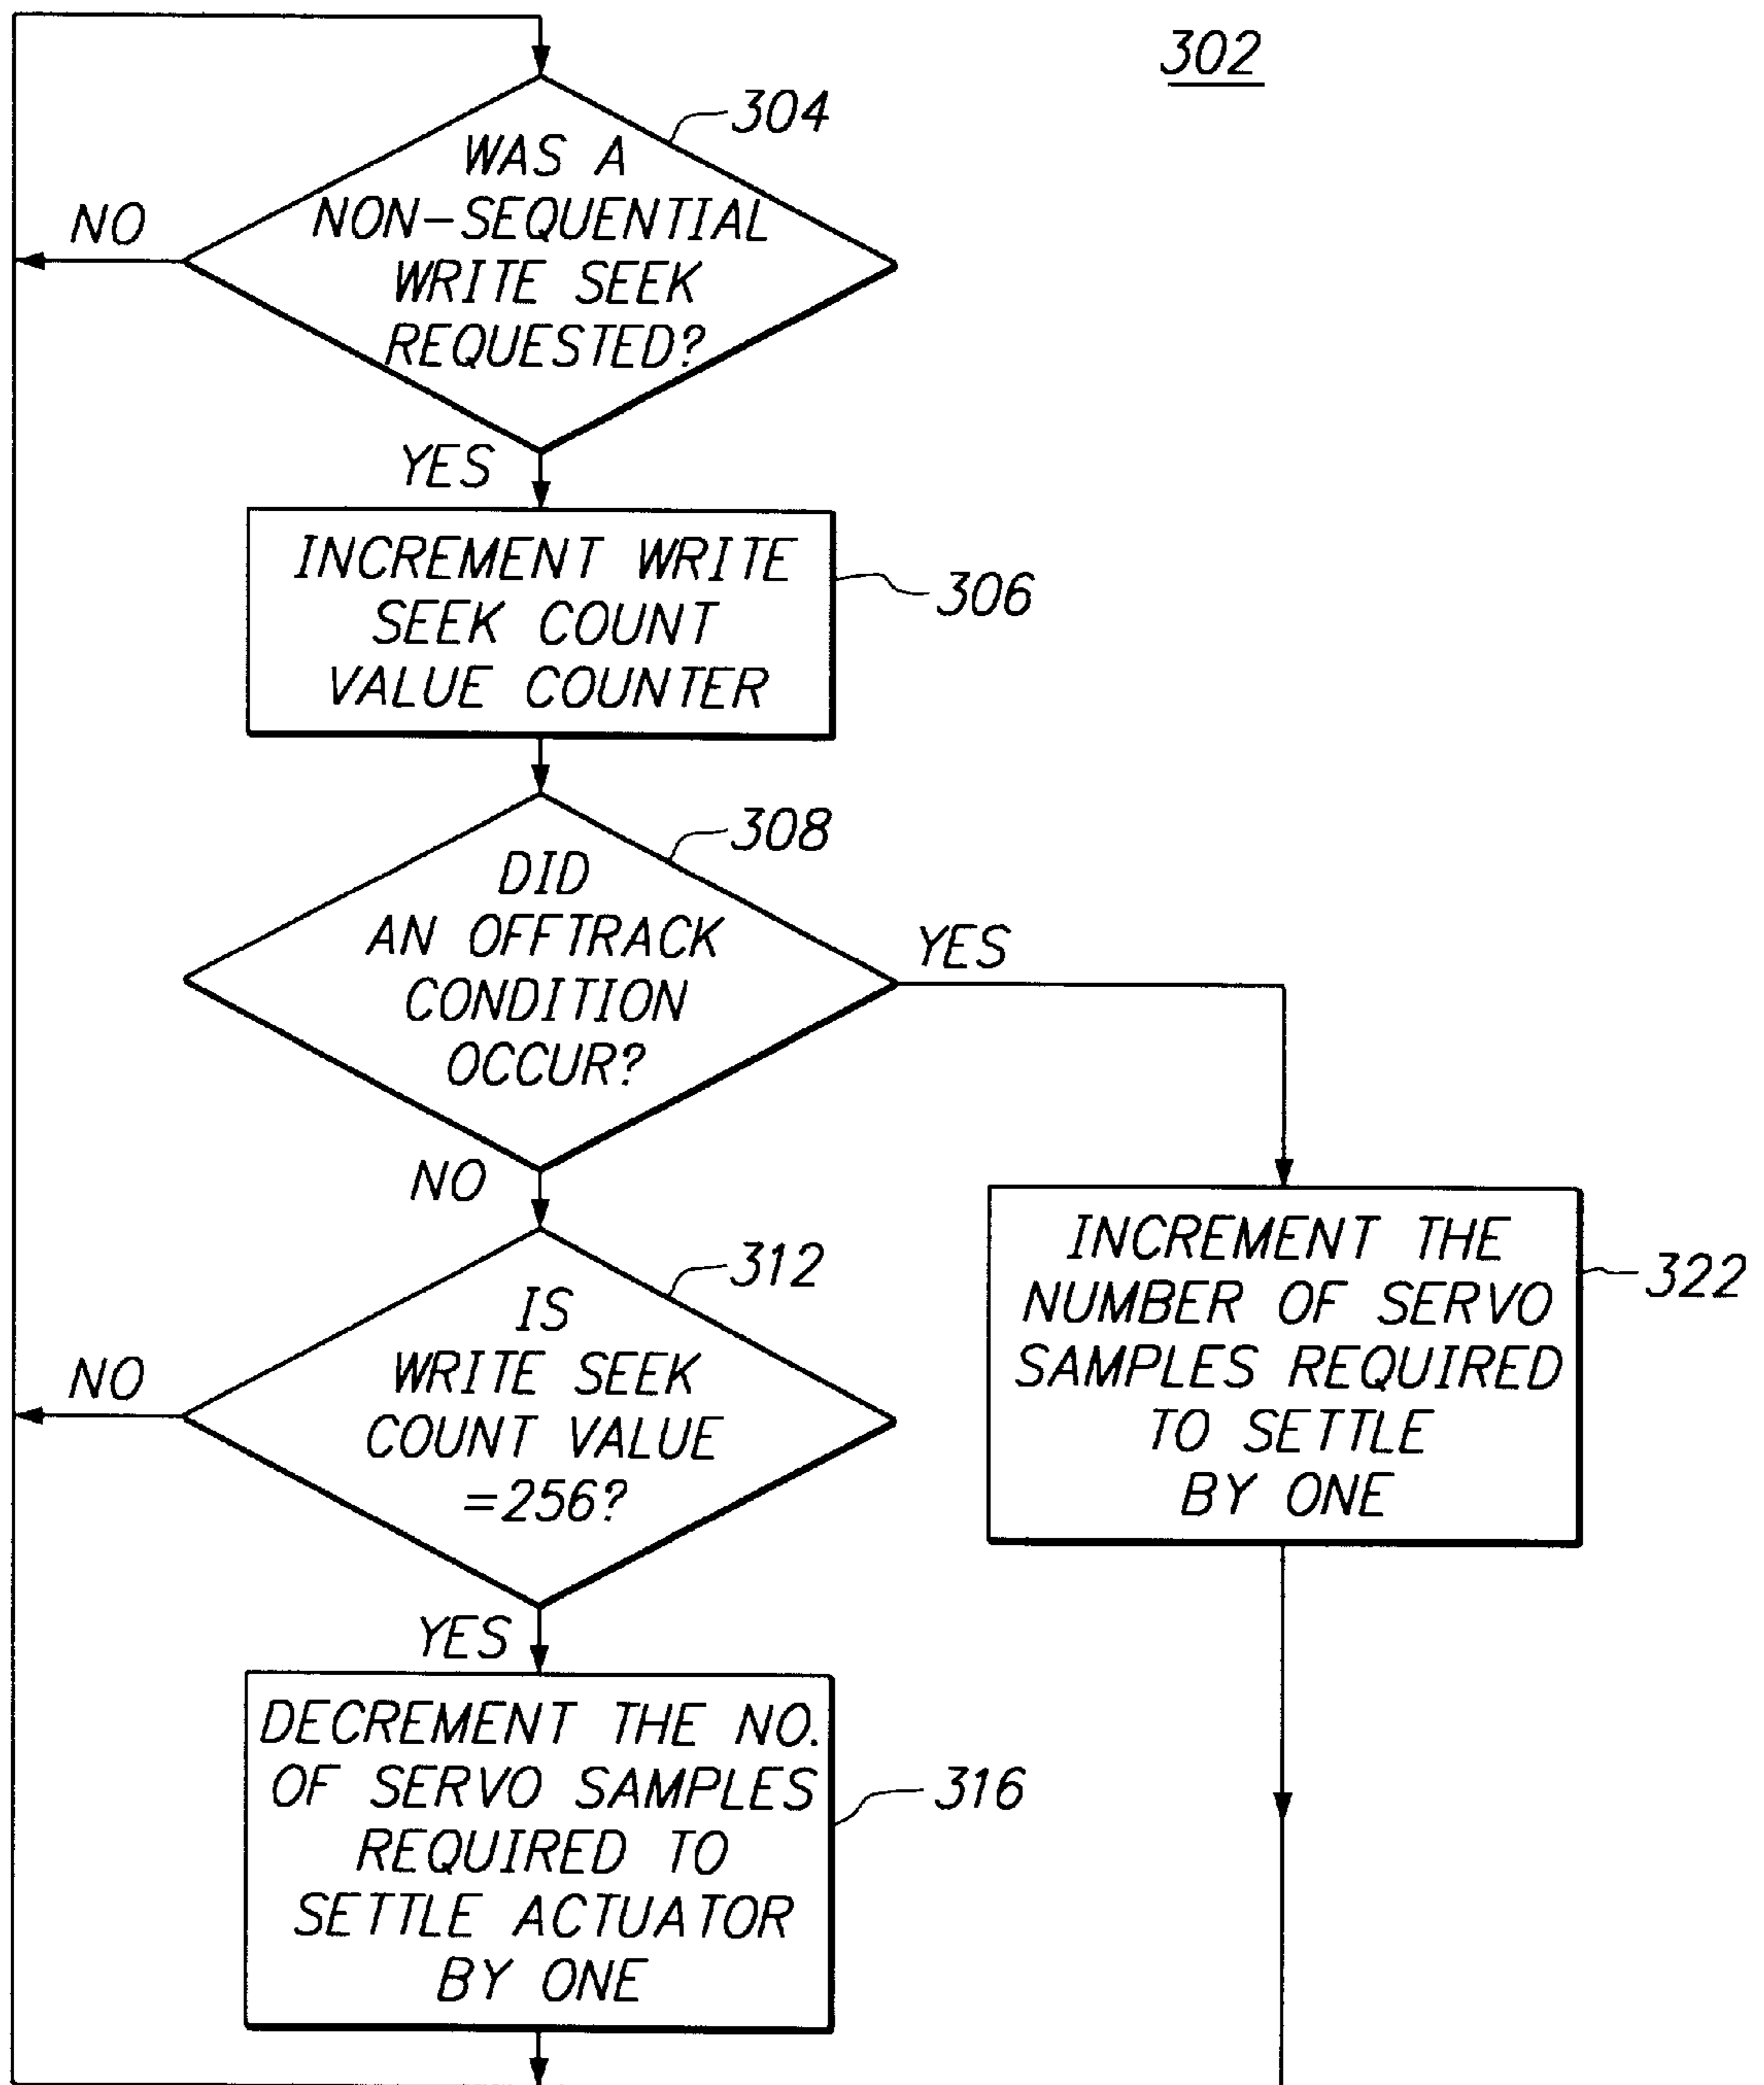 302
304
WAS A
NON-SEQUENTIAL
WRITE SEEK
REQUESTED?
NO
YES
INCREMENT WRITE
SEEK COUNT
VALUE COUNTER
306
308
DID
AN OFFTRACK
CONDITION
OCCUR?
YES
NO
312
IS
WRITE SEEK
COUNT VALUE
=256?
NO
YES
INCREMENT THE
NUMBER OF SERVO
SAMPLES REQUIRED
TO SETTLE
BY ONE
322
DECREMENT THE NO.
OF SERVO SAMPLES
REQUIRED TO
SETTLE ACTUATOR
BY ONE
316